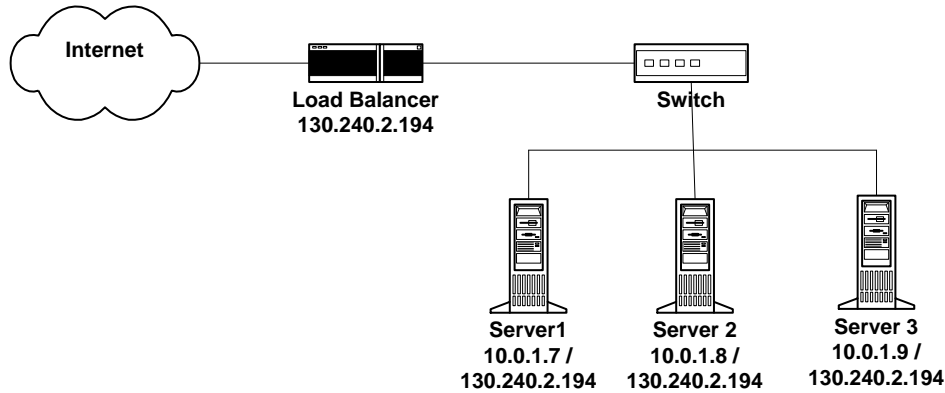 Internet
Load Balancer
130.240.2.194
Switch
Server1
10.0.1.7 /
130.240.2.194
Server 2
10.0.1.8 /
130.240.2.194
Server 3
10.0.1.9 /
130.240.2.194